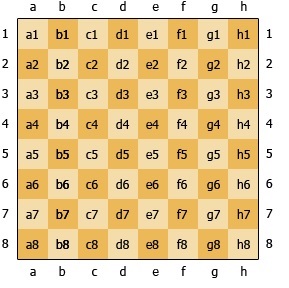 a b c d e f g h
1 a1 b1 c1 d1 e1 f1 g1 h1 1
2 a2 b2 c2 d2 e2 f2 g2 h2 2
3 a3 b3 c3 d3 e3 f3 g3 h3 3
4 a4 b4 c4 d4 e4 f4 g4 h4 4
5 a5 b5 c5 d5 e5 f5 g5 h5 5
6 a6 b6 c6 d6 e6 f6 g6 h6 6
7 a7 b7 c7 d7 e7 f7 g7 h7 7
8 a8 b8 c8 d8 e8 f8 g8 h8 8
a b c d e f g h